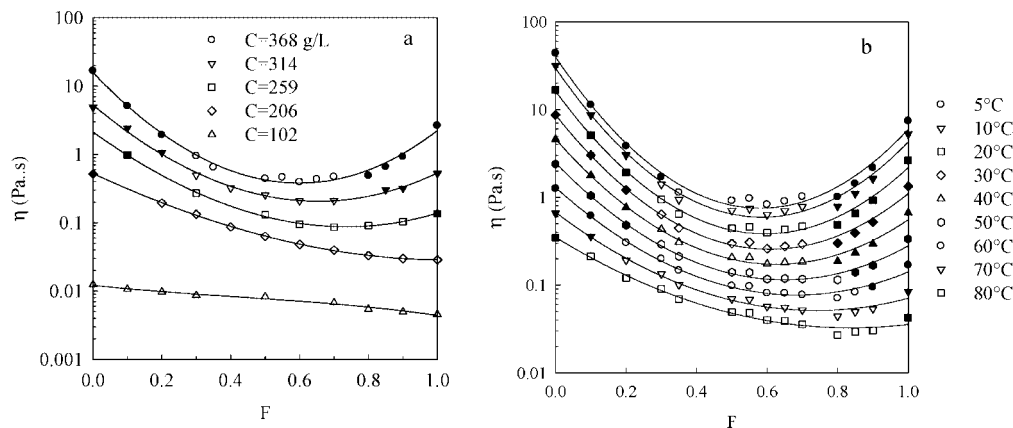 100
10
1
0.1
0.01
0.001
η (Pa..s)
a
C=368 g/L
C=314
C=259
C=206
C=102
0.0 0.2 0.4 0.6 0.8 1.0
F
100
10
1
0.1
0.01
η (Pa.s)
b
0.0 0.2 0.4 0.6 0.8 1.0
F
5°C
10°C
20°C
30°C
40°C
50°C
60°C
70°C
80°C